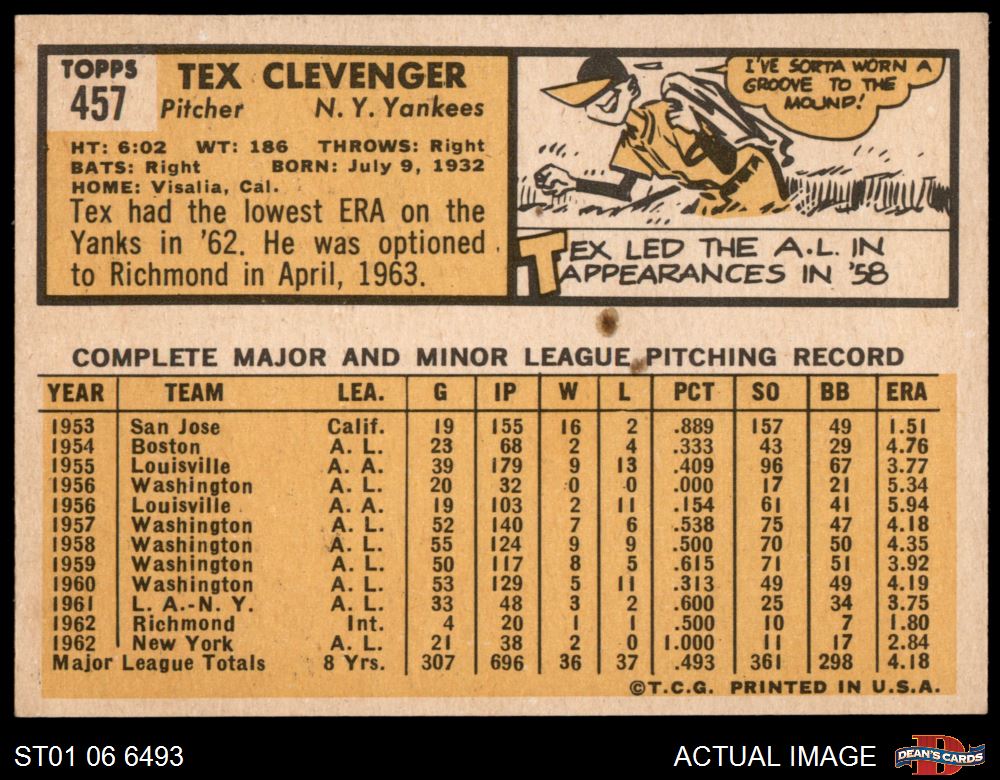 TOPPS
457
TEX CLEVENGER
Pitcher N. Y. Yankees
HT: 6:02 WT: 186 THROWS: Right
BATS: Right BORN: July 9, 1932
HOME: Visalia, Cal.
Tex had the lowest ERA on the
Yanks in '62. He was optioned
to Richmond in April, 1963.
I'VE SORTA WORN A
GROOVE TO THE
MOUND!
TEX LED THE A.L. IN
APPEARANCES IN '58
COMPLETE MAJOR AND MINOR LEAGUE PITCHING RECORD
YEAR TEAM LEA. G IP W L PCT SO BB ERA
1953 San Jose Calif. 19 155 16 2 .889 157 49 1.51
1954 Boston A. L. 23 68 2 4 .333 43 29 4.76
1955 Louisville A. A. 39 179 9 13 .409 96 67 3.77
1956 Washington A. L. 20 32 0 0 .000 17 21 5.34
1956 Louisville A. A. 19 103 2 11 .154 61 41 5.94
1957 Washington A. L. 52 140 7 6 .538 75 47 4.18
1958 Washington A. L. 55 124 9 9 .500 70 50 4.35
1959 Washington A. L. 50 117 8 5 .615 71 51 3.92
1960 Washington A. L. 53 129 5 11 .313 49 49 4.19
1961 L. A.-N. Y. A. L. 33 48 3 2 .600 25 34 3.75
1962 Richmond Int. 4 20 1 1 .500 10 7 1.80
1962 New York A. L. 21 38 2 0 1.000 11 17 2.84
Major League Totals 8 Yrs. 307 696 36 37 .493 361 298 4.18
©T.C.G. PRINTED IN U.S.A.
ST01 06 6493 ACTUAL IMAGE DEAN'S CARDS